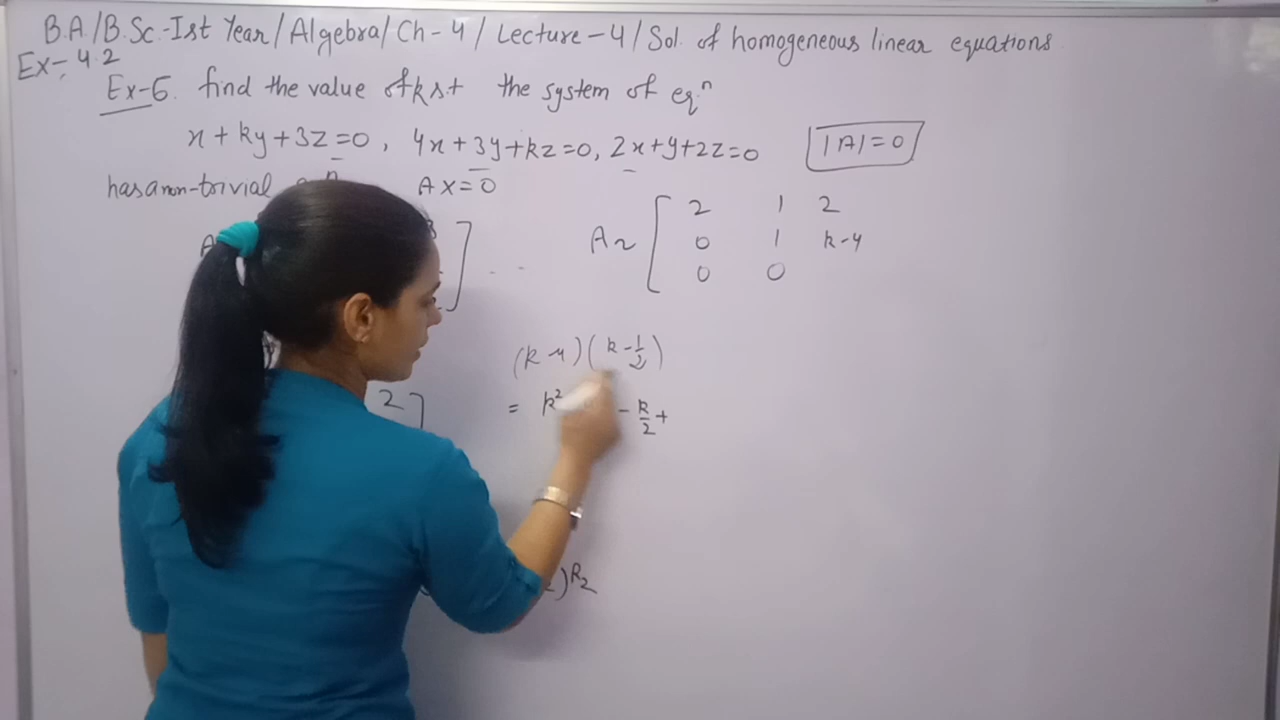 B.A./B.Sc.-Ist Year/Algebra/Ch-4/Lecture-4/Sol. of homogeneous linear equations
Ex-4.2
Ex-6. find the value of k s.t the system of eqⁿ
x+ky+3z=0, 4x+3y+kz=0, 2x+y+2z=0 |A|=0
has a non-trivial AX=0
A~ [ 2 1 2
0 1 k-4
0 0
(k-4)(k-1/2)
= k² - k/2 +
2 ]
)R₂